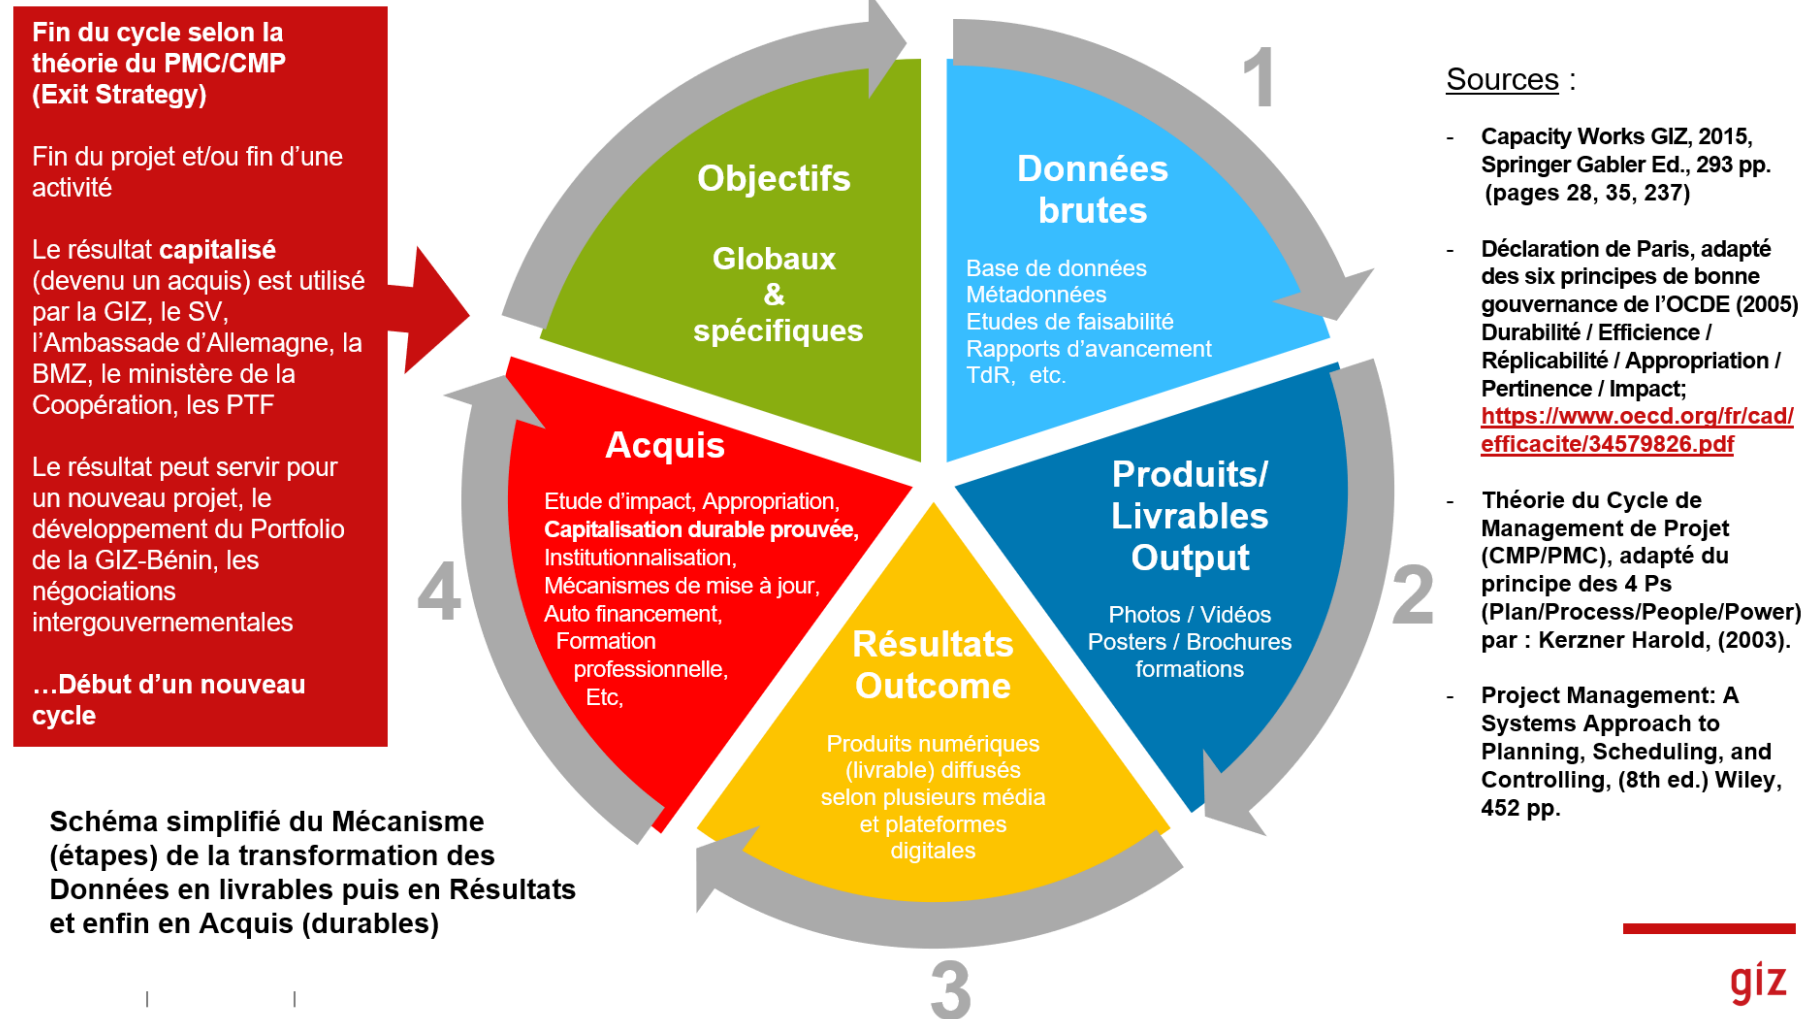 Fin du cycle selon la
théorie du PMC/CMP
(Exit Strategy)
Fin du projet et/ou fin d’une
activité
Le résultat capitalisé
(devenu un acquis) est utilisé
par la GIZ, le SV,
l’Ambassade d’Allemagne, la
BMZ, le ministère de la
Coopération, les PTF
Le résultat peut servir pour
un nouveau projet, le
développement du Portfolio
de la GIZ-Bénin, les
négociations
intergouvernementales
…Début d’un nouveau
cycle
Objectifs
Globaux
&
spécifiques
1
Données
brutes
Base de données
Métadonnées
Etudes de faisabilité
Rapports d’avancement
TdR, etc.
2
Produits/
Livrables
Output
Photos / Vidéos
Posters / Brochures
formations
3
Résultats
Outcome
Produits numériques
(livrable) diffusés
selon plusieurs média
et plateformes
digitales
4
Acquis
Etude d’impact, Appropriation,
Capitalisation durable prouvée,
Institutionnalisation,
Mécanismes de mise à jour,
Auto financement,
Formation
professionnelle,
Etc,
Schéma simplifié du Mécanisme
(étapes) de la transformation des
Données en livrables puis en Résultats
et enfin en Acquis (durables)
Sources :
- Capacity Works GIZ, 2015,
Springer Gabler Ed., 293 pp.
(pages 28, 35, 237)
- Déclaration de Paris, adapté
des six principes de bonne
gouvernance de l’OCDE (2005)
Durabilité / Efficience /
Réplicabilité / Appropriation /
Pertinence / Impact;
https://www.oecd.org/fr/cad/
efficacite/34579826.pdf
- Théorie du Cycle de
Management de Projet
(CMP/PMC), adapté du
principe des 4 Ps
(Plan/Process/People/Power)
par : Kerzner Harold, (2003).
- Project Management: A
Systems Approach to
Planning, Scheduling, and
Controlling, (8th ed.) Wiley,
452 pp.
giz